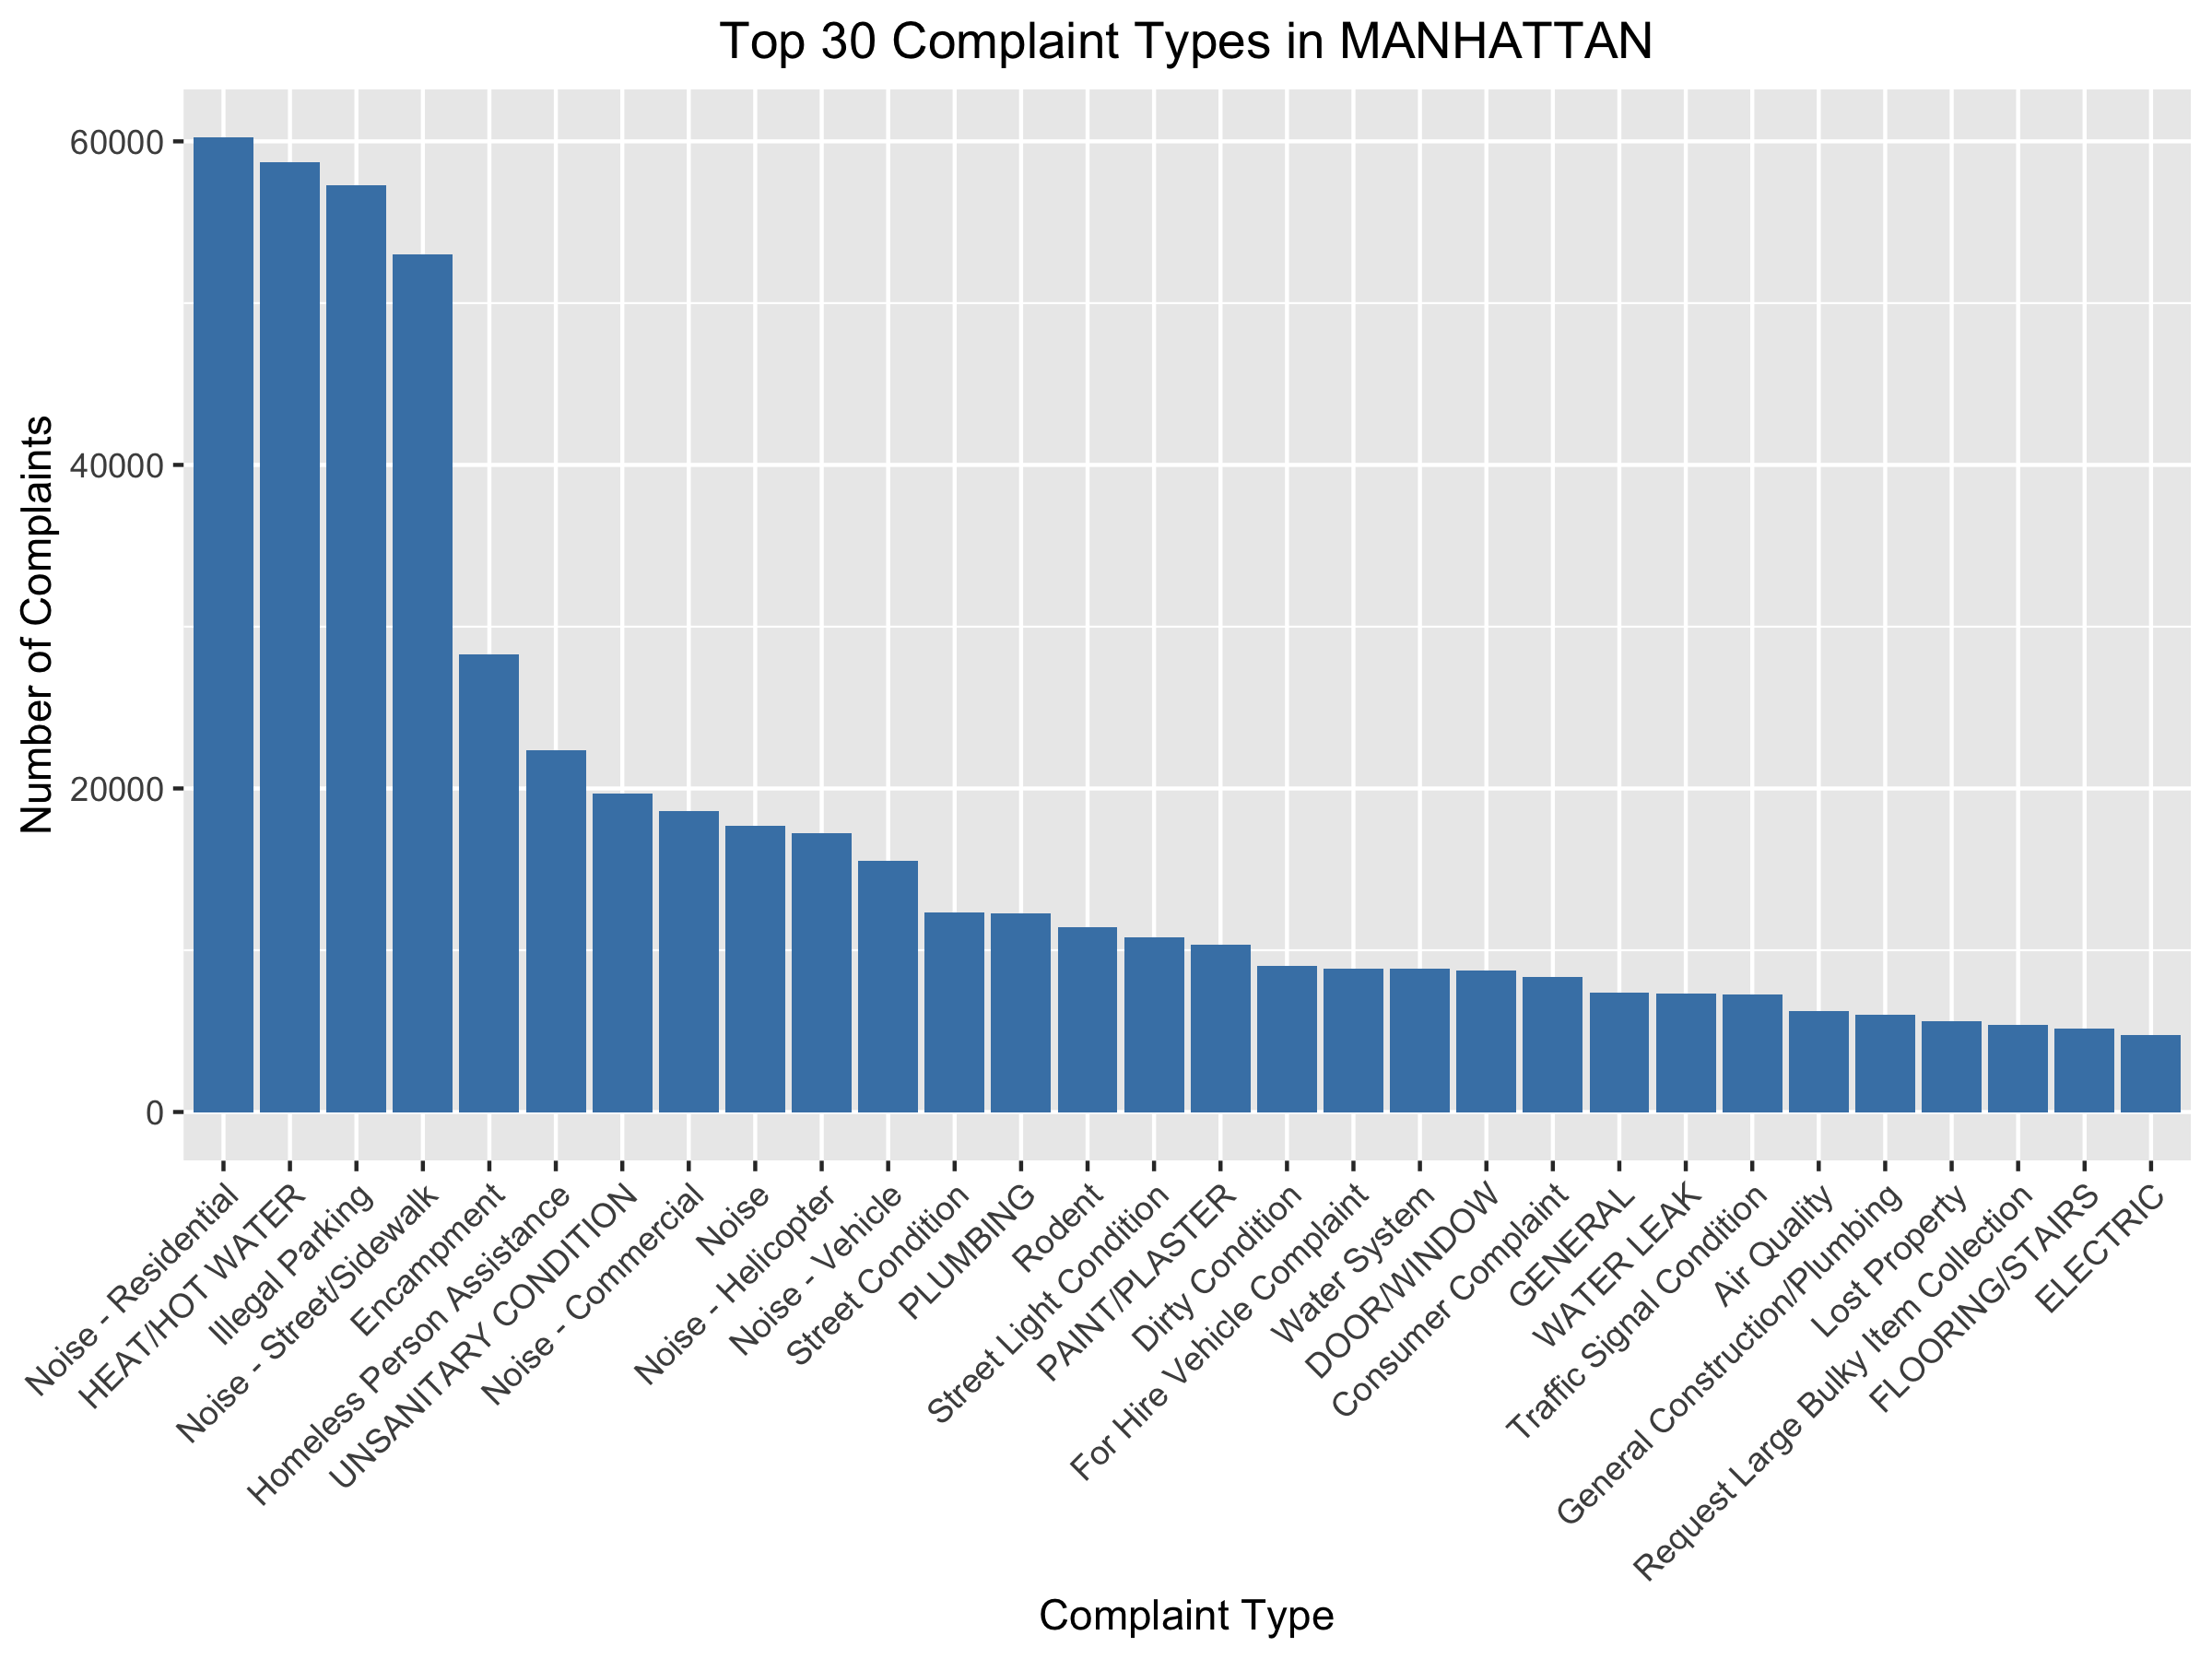 Top 30 Complaint Types in MANHATTAN
Number of Complaints
60000
40000
20000
0
Noise - Residential
HEAT/HOT WATER
Illegal Parking
Noise - Street/Sidewalk
Encampment
Homeless Person Assistance
UNSANITARY CONDITION
Noise - Commercial
Noise
Noise - Helicopter
Noise - Vehicle
Street Condition
PLUMBING
Rodent
Street Light Condition
PAINT/PLASTER
Dirty Condition
For Hire Vehicle Complaint
Water System
DOOR/WINDOW
Consumer Complaint
GENERAL
WATER LEAK
Traffic Signal Condition
Air Quality
General Construction/Plumbing
Lost Property
Request Large Bulky Item Collection
FLOORING/STAIRS
ELECTRIC
Complaint Type